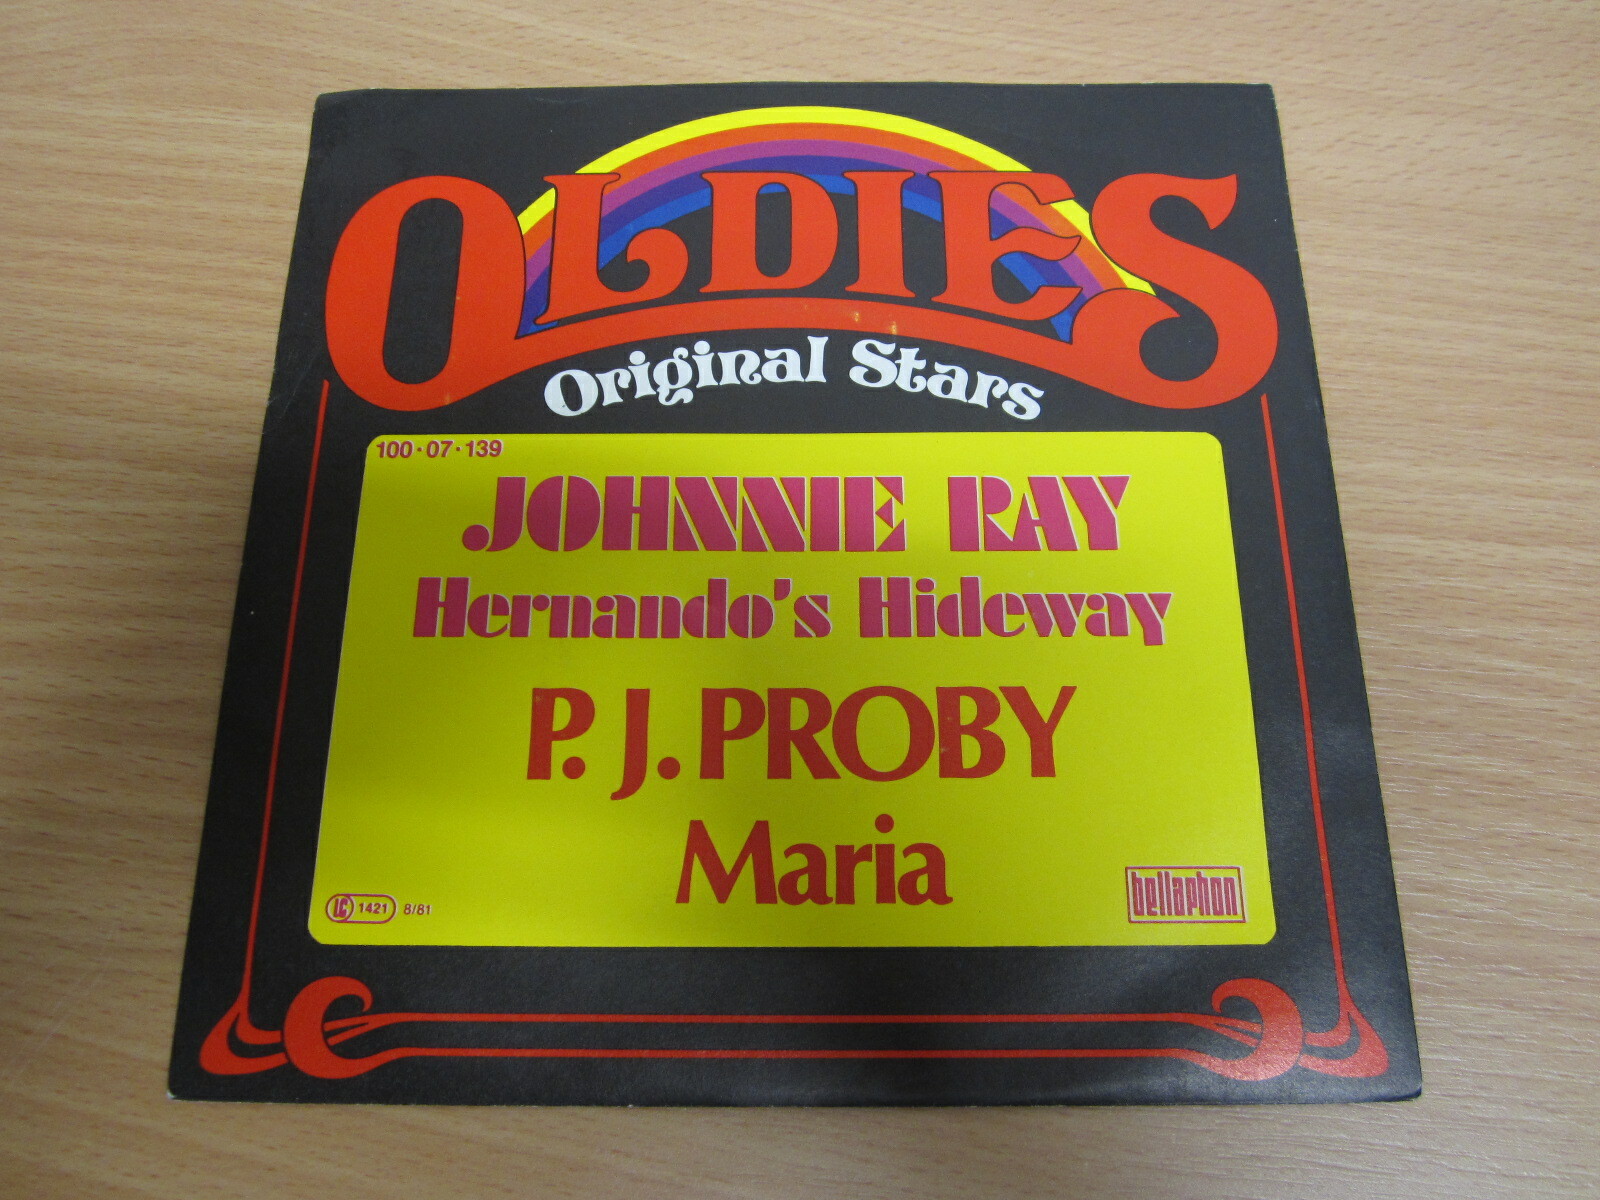 OLDIES
Original Stars
100·07·139
JOHNNIE RAY
Hernando's Hideway
P.J. PROBY
Maria
LC 1421 8/81
bellaphon